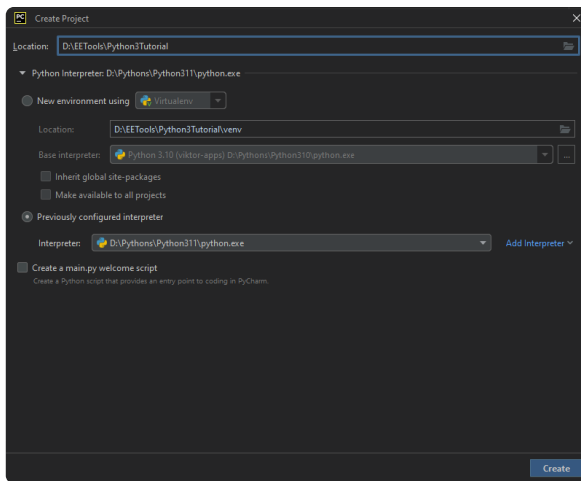 PC Create Project
Location: D:\EETools\Python3Tutorial
Python Interpreter: D:\Pythons\Python311\python.exe
New environment using Virtualenv
Location: D:\EETools\Python3Tutorial\venv
Base interpreter: Python 3.10 (viktor-apps) D:\Pythons\Python310\python.exe ...
Inherit global site-packages
Make available to all projects
Previously configured interpreter
Interpreter: D:\Pythons\Python311\python.exe Add Interpreter
Create a main.py welcome script
Create a Python script that provides an entry point to coding in PyCharm.
Create